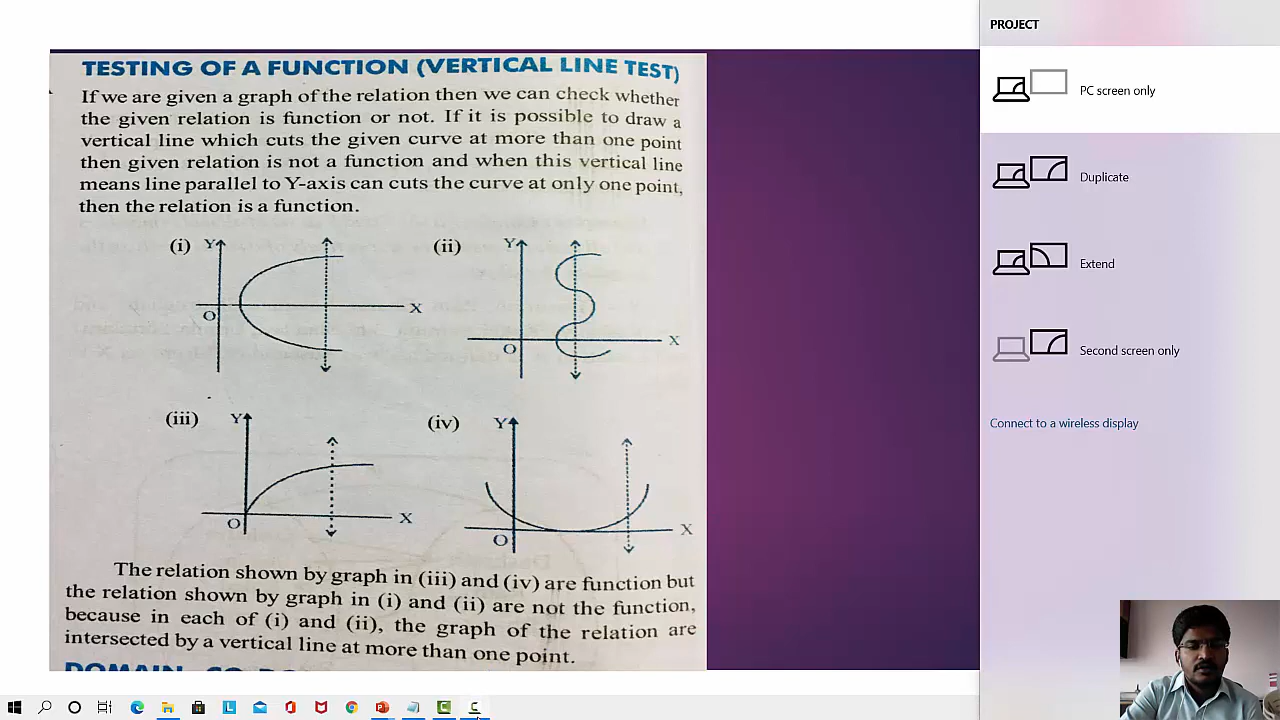 TESTING OF A FUNCTION (VERTICAL LINE TEST)
If we are given a graph of the relation then we can check whether
the given relation is function or not. If it is possible to draw a
vertical line which cuts the given curve at more than one point
then given relation is not a function and when this vertical line
means line parallel to Y-axis can cuts the curve at only one point,
then the relation is a function.
(i) Y O X
(ii) Y O X
(iii) Y O X
(iv) Y O X
The relation shown by graph in (iii) and (iv) are function but
the relation shown by graph in (i) and (ii) are not the function,
because in each of (i) and (ii), the graph of the relation are
intersected by a vertical line at more than one point.
PROJECT
PC screen only
Duplicate
Extend
Second screen only
Connect to a wireless display